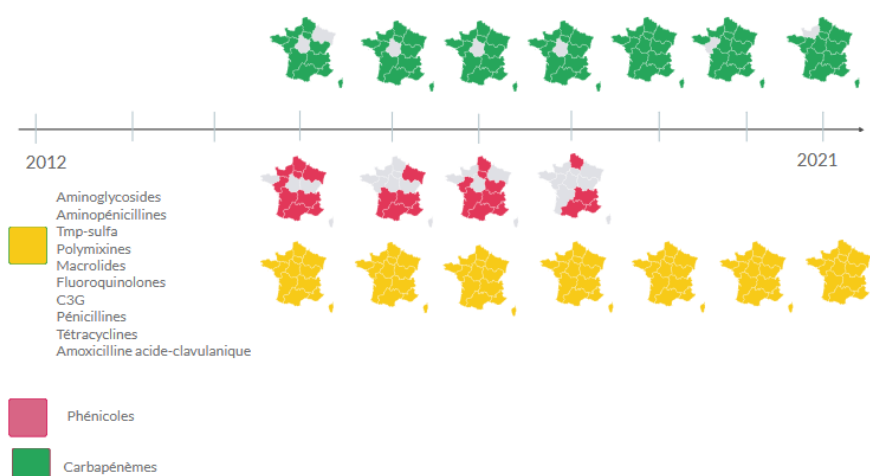 2012
2021
Aminoglycosides
Aminopénicillines
Tmp-sulfa
Polymixines
Macrolides
Fluoroquinolones
C3G
Pénicillines
Tétracyclines
Amoxicilline acide-clavulanique
Phénicoles
Carbapénèmes